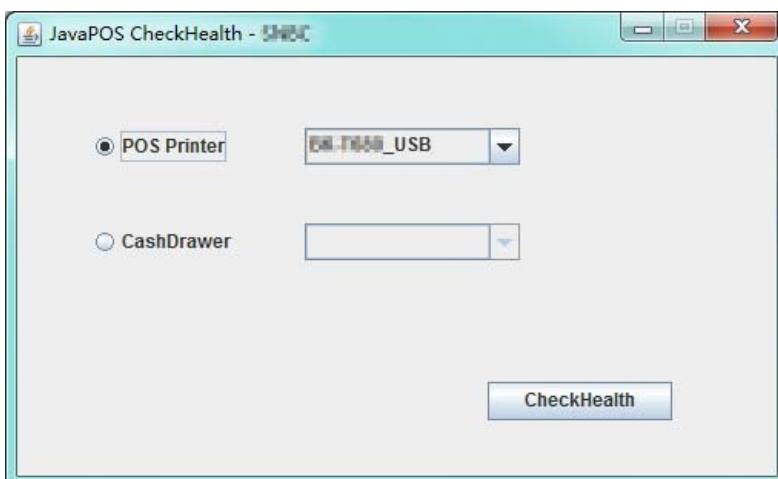 JavaPOS CheckHealth -
POS Printer
_USB
CashDrawer
CheckHealth